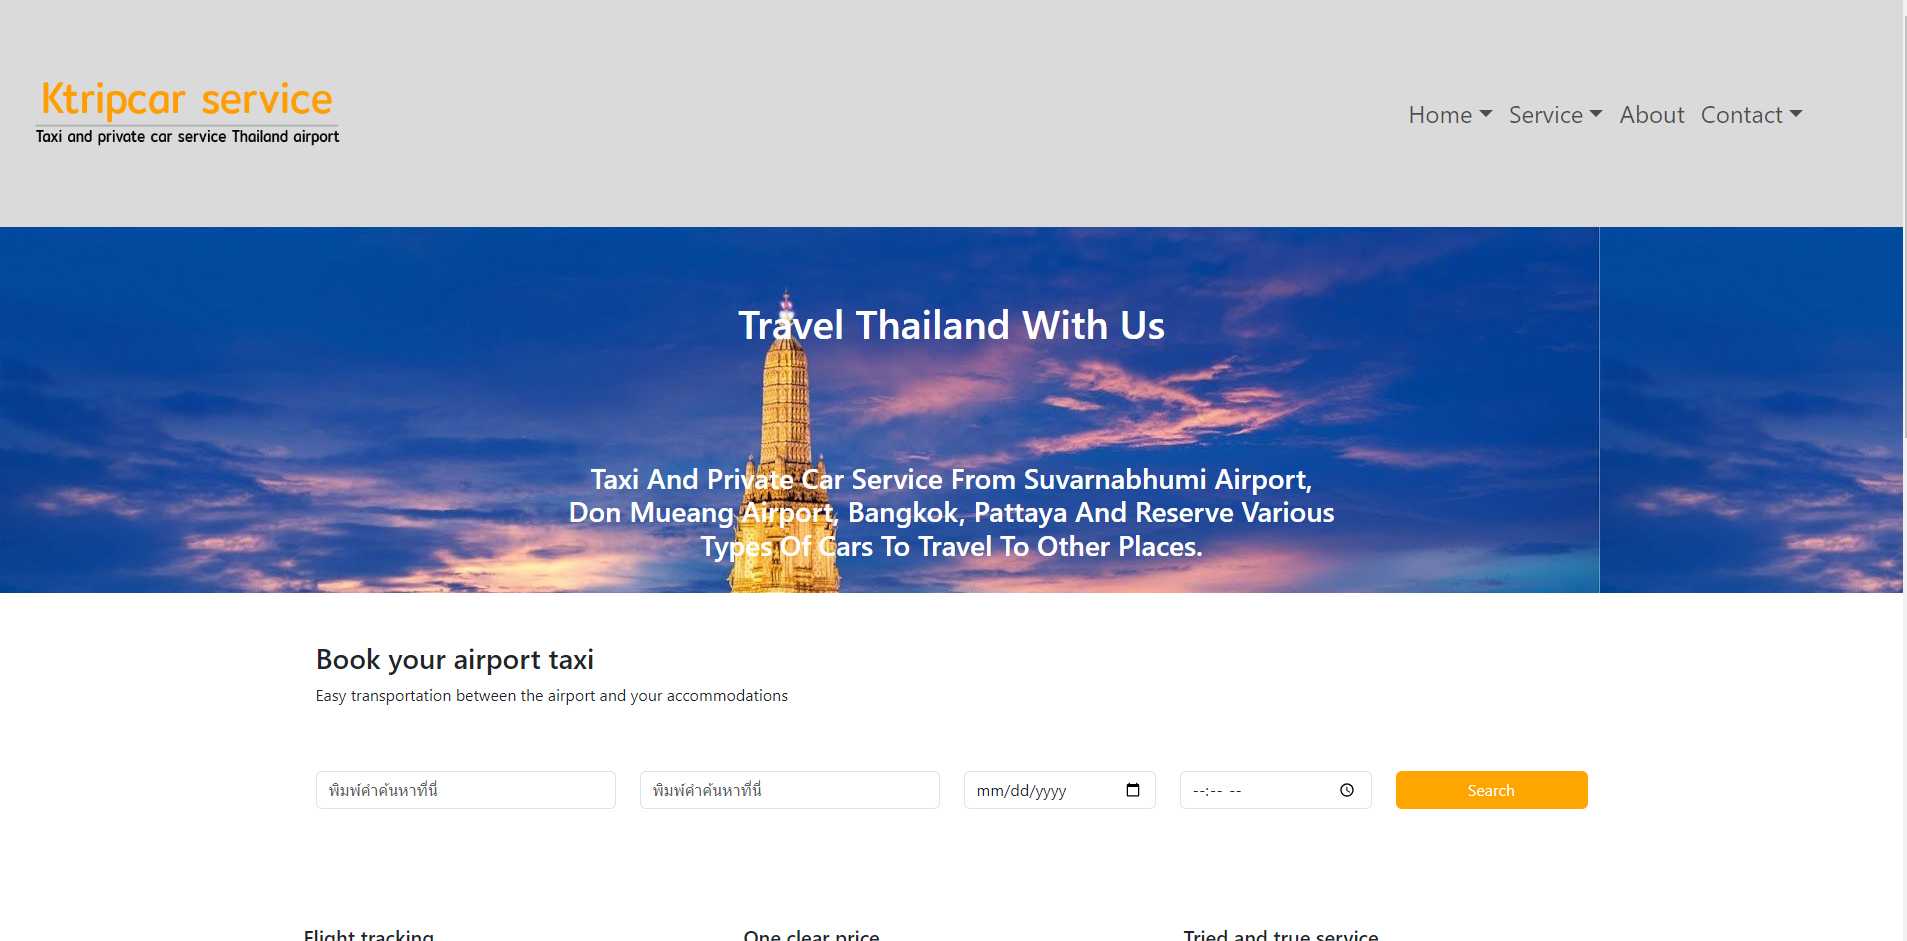 Ktripcar service
Taxi and private car service Thailand airport
Home Service About Contact
Travel Thailand With Us
Taxi And Private Car Service From Suvarnabhumi Airport,
Don Mueang Airport, Bangkok, Pattaya And Reserve Various
Types Of Cars To Travel To Other Places.
Book your airport taxi
Easy transportation between the airport and your accommodations
พิมพ์คำค้นหาที่นี่ พิมพ์คำค้นหาที่นี่ mm/dd/yyyy --:-- -- Search
Flight tracking One clear price Tried and true service